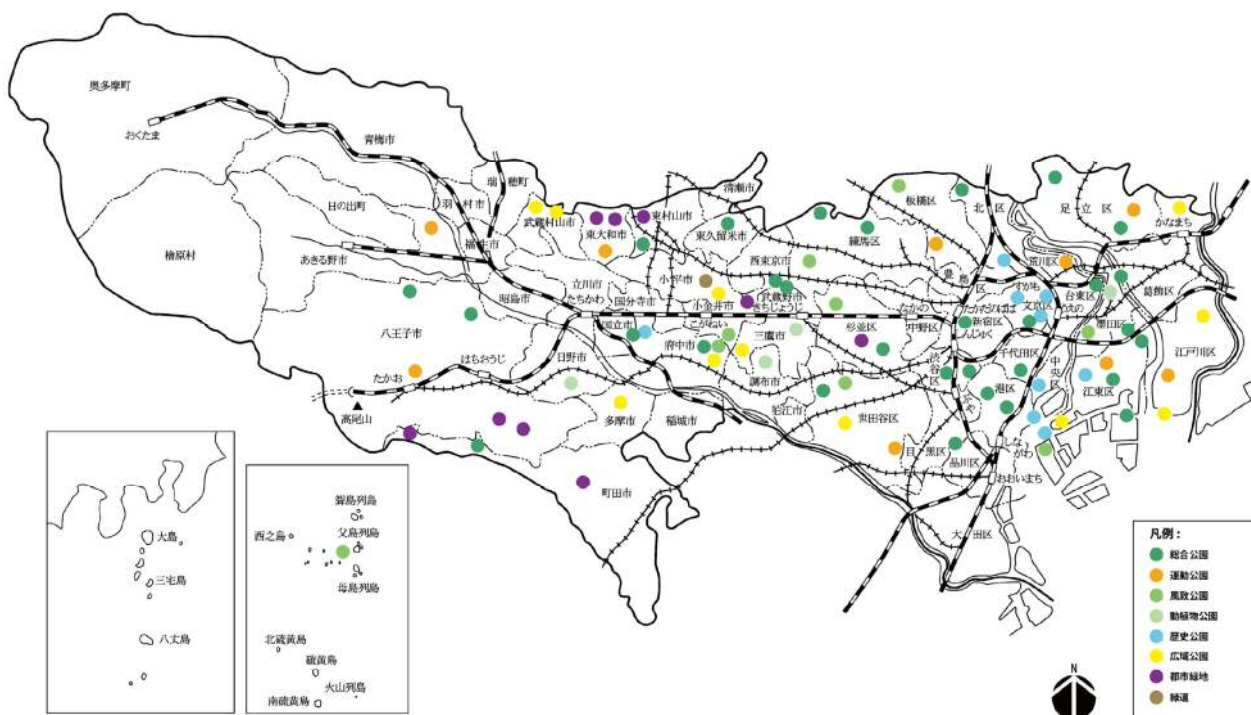 奥多摩町
おくたま
青梅市
瑞穂町
羽村市
日の出町
福生市
あきる野市
檜原村
武蔵村山市
東大和市
東村山市
清瀬市
東久留米市
小平市
西東京市
立川市
たちかわ
国分寺市
小金井市
こがねい
武蔵野市
きちじょうじ
昭島市
八王子市
はちおうじ
たかお
高尾山
日野市
国立市
府中市
三鷹市
調布市
狛江市
多摩市
稲城市
町田市
板橋区
練馬区
北区
足立区
かなまち
豊島区
荒川区
すがも
文京区
台東区
うえの
葛飾区
墨田区
江戸川区
たかだのばば
新宿区
しんじゅく
なかの
中野区
杉並区
千代田区
中央区
江東区
渋谷区
しぶや
港区
世田谷区
目黒区
品川区
しながわ
おおいまち
大田区
大島
三宅島
八丈島
聟島列島
西之島
父島列島
母島列島
北硫黄島
硫黄島
火山列島
南硫黄島
N
凡例：
総合公園
運動公園
風致公園
動植物公園
歴史公園
広域公園
都市緑地
緑道